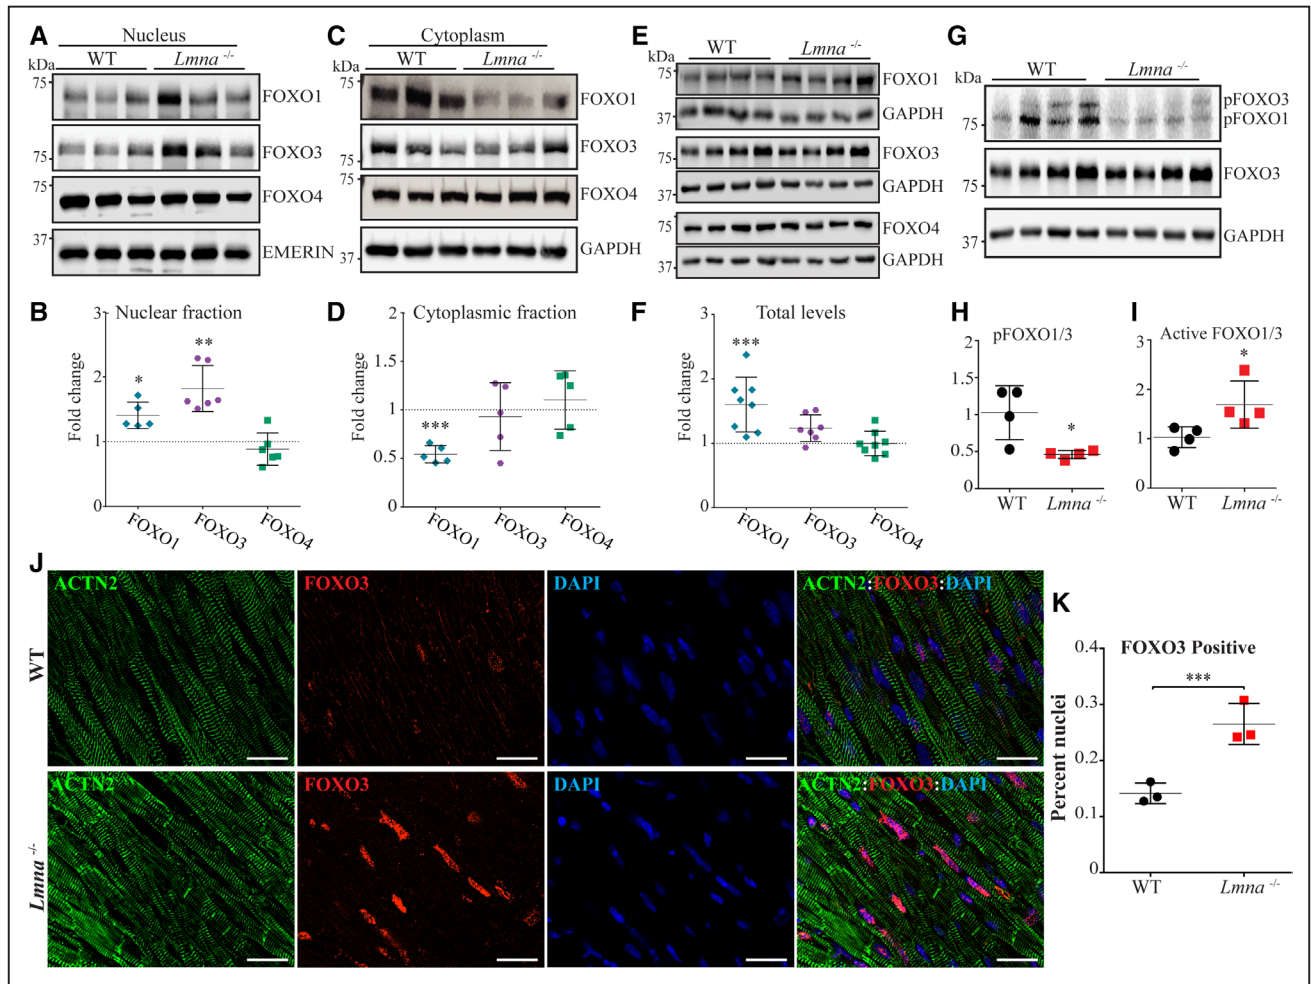 A
Nucleus
WT Lmna -/-
kDa
75
FOXO1
75
FOXO3
75
FOXO4
37
EMERIN
C
Cytoplasm
WT Lmna -/-
kDa
75
FOXO1
75
FOXO3
75
FOXO4
37
GAPDH
E
WT Lmna -/-
kDa
75
FOXO1
37
GAPDH
75
FOXO3
37
GAPDH
75
FOXO4
37
GAPDH
G
WT Lmna -/-
kDa
pFOXO3
pFOXO1
75
FOXO3
75
GAPDH
37
B
Nuclear fraction
Fold change
3
2
1
0
*
**
FOXO1 FOXO3 FOXO4
D
Cytoplasmic fraction
Fold change
2
1.5
1
0.5
0
***
FOXO1 FOXO3 FOXO4
F
Total levels
Fold change
3
2
1
0
***
FOXO1 FOXO3 FOXO4
H
pFOXO1/3
2
1.5
1
0.5
0
*
WT Lmna -/-
I
Active FOXO1/3
3
2
1
0
*
WT Lmna -/-
J
WT
ACTN2 FOXO3 DAPI ACTN2:FOXO3:DAPI
Lmna -/-
ACTN2 FOXO3 DAPI ACTN2:FOXO3:DAPI
K
FOXO3 Positive
Percent nuclei
0.4
0.3
0.2
0.1
0
***
WT Lmna -/-